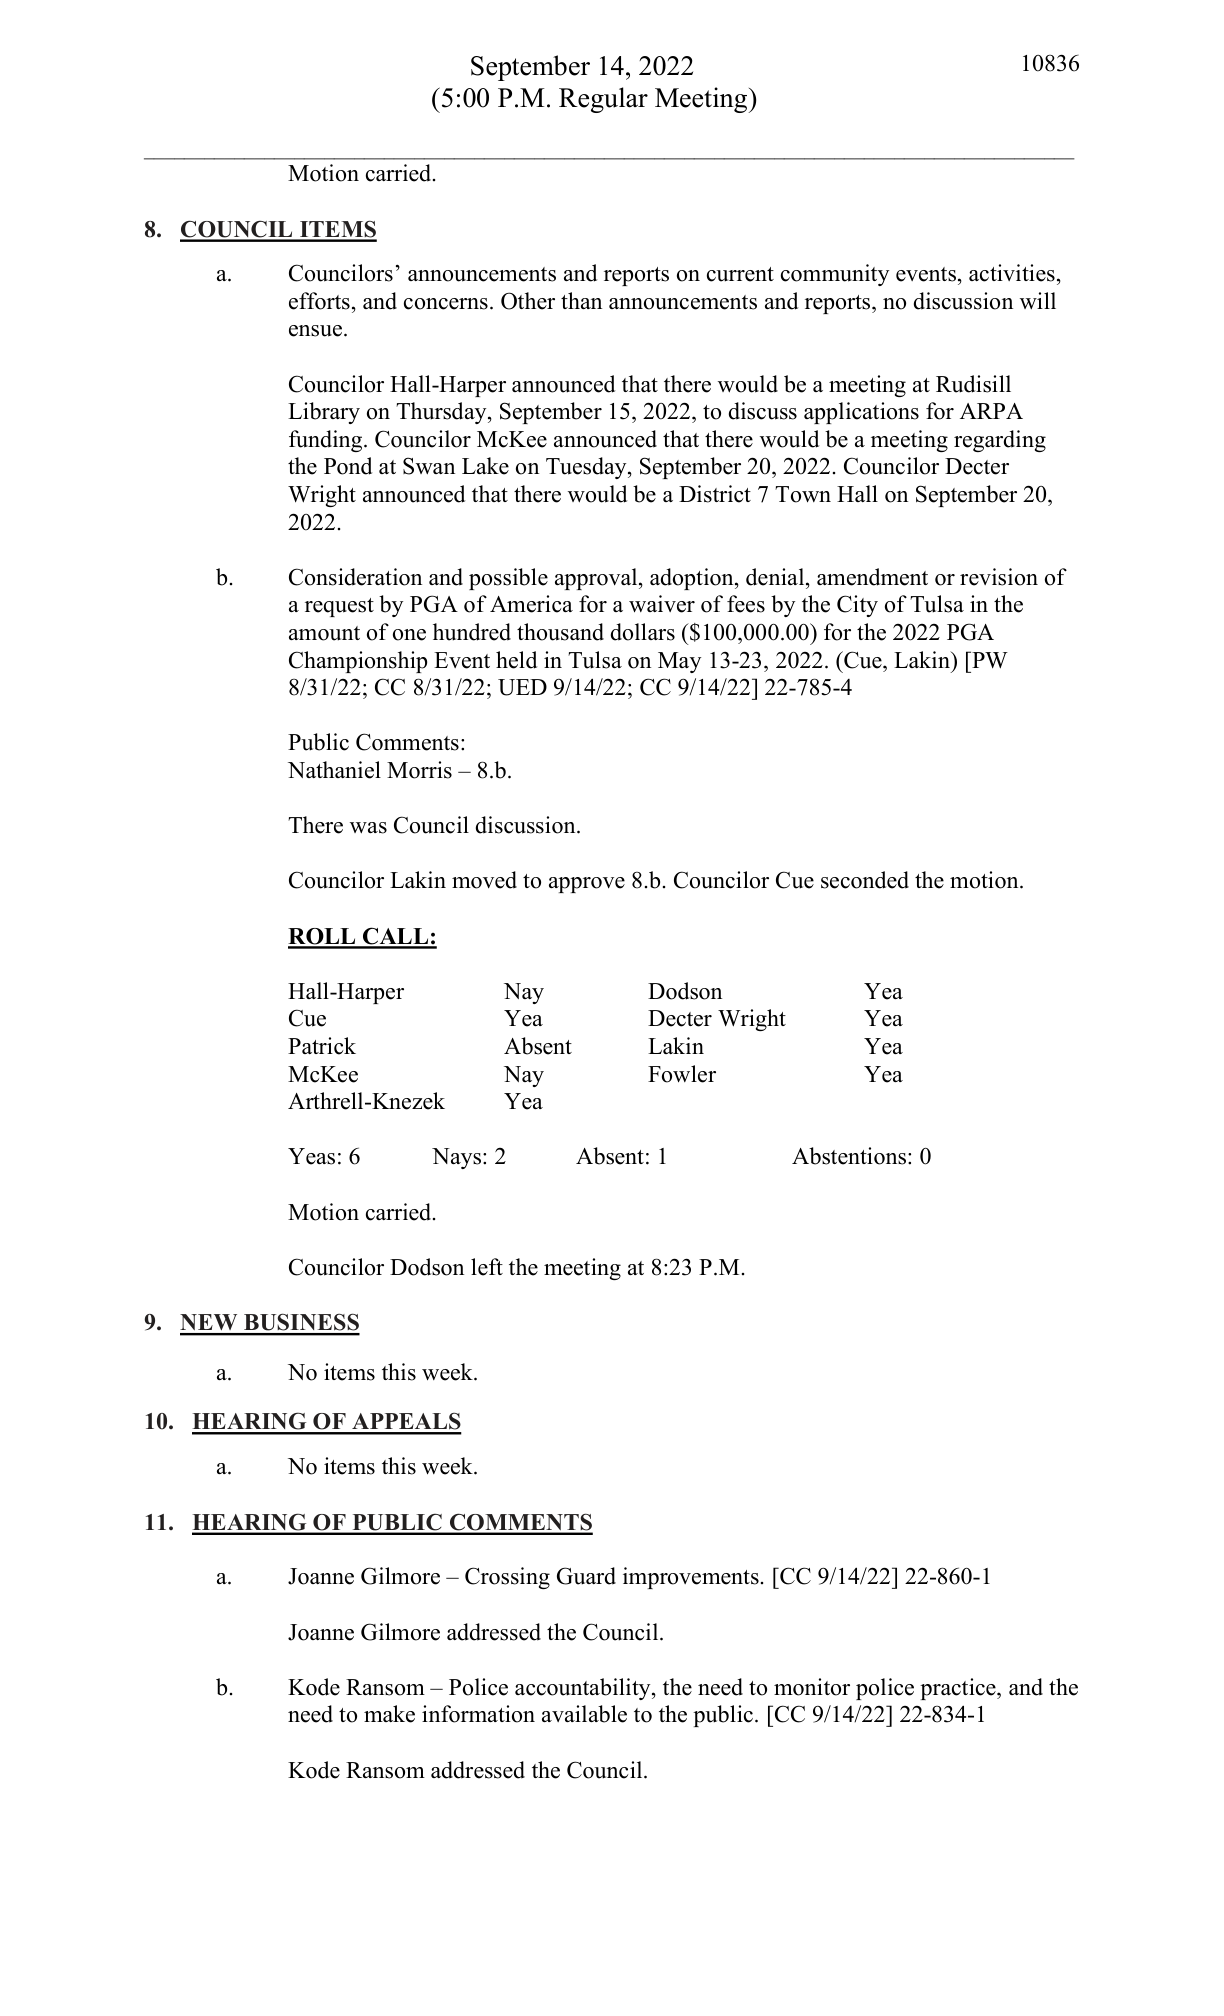 September 14, 2022
10836
(5:00 P.M. Regular Meeting)
Motion carried.
8. COUNCIL ITEMS
a. Councilors’ announcements and reports on current community events, activities,
efforts, and concerns. Other than announcements and reports, no discussion will
ensue.
Councilor Hall-Harper announced that there would be a meeting at Rudisill
Library on Thursday, September 15, 2022, to discuss applications for ARPA
funding. Councilor McKee announced that there would be a meeting regarding
the Pond at Swan Lake on Tuesday, September 20, 2022. Councilor Decter
Wright announced that there would be a District 7 Town Hall on September 20,
2022.
b. Consideration and possible approval, adoption, denial, amendment or revision of
a request by PGA of America for a waiver of fees by the City of Tulsa in the
amount of one hundred thousand dollars ($100,000.00) for the 2022 PGA
Championship Event held in Tulsa on May 13-23, 2022. (Cue, Lakin) [PW
8/31/22; CC 8/31/22; UED 9/14/22; CC 9/14/22] 22-785-4
Public Comments:
Nathaniel Morris – 8.b.
There was Council discussion.
Councilor Lakin moved to approve 8.b. Councilor Cue seconded the motion.
ROLL CALL:
Hall-Harper Nay Dodson Yea
Cue Yea Decter Wright Yea
Patrick Absent Lakin Yea
McKee Nay Fowler Yea
Arthrell-Knezek Yea
Yeas: 6 Nays: 2 Absent: 1 Abstentions: 0
Motion carried.
Councilor Dodson left the meeting at 8:23 P.M.
9. NEW BUSINESS
a. No items this week.
10. HEARING OF APPEALS
a. No items this week.
11. HEARING OF PUBLIC COMMENTS
a. Joanne Gilmore – Crossing Guard improvements. [CC 9/14/22] 22-860-1
Joanne Gilmore addressed the Council.
b. Kode Ransom – Police accountability, the need to monitor police practice, and the
need to make information available to the public. [CC 9/14/22] 22-834-1
Kode Ransom addressed the Council.